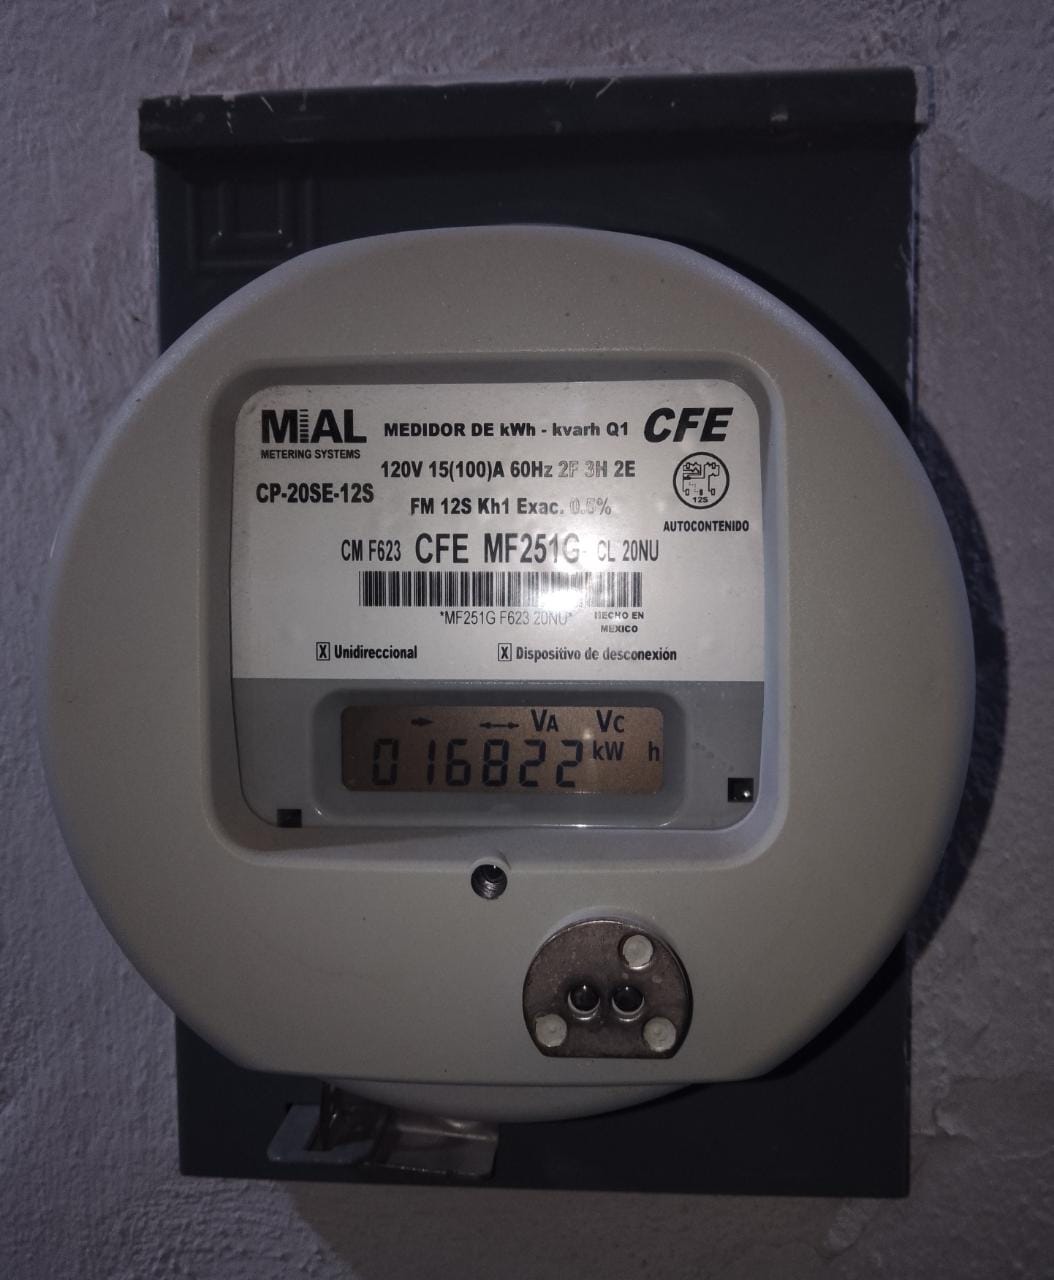 MIAL
METERING SYSTEMS
MEDIDOR DE kWh - kvarh Q1
CFE
120V 15(100)A 60Hz 2F 3H 2E
CP-20SE-12S
FM 12S Kh1 Exac. 0.5%
12S
AUTOCONTENIDO
CM F623 CFE MF251G CL 20NU
*MF251G F623 20NU*
HECHO EN
MEXICO
X Unidireccional
X Dispositivo de desconexión
VA VC
016822 kW h